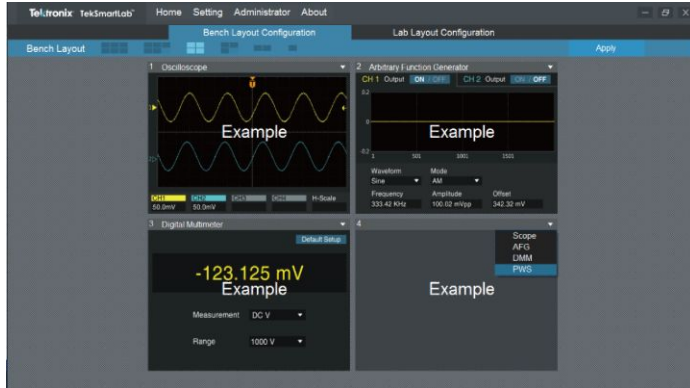 Tektronix TekSmartLab™ Home Setting Administrator About
Bench Layout Configuration Lab Layout Configuration
Bench Layout Apply
1 Oscilloscope
Example
CH1 CH2 CH3 CH4 H-Scale
50.0mV 50.0mV
2 Arbitrary Function Generator
CH 1 Output ON / OFF CH 2 Output ON / OFF
0.2
0
-0.2
1 501 1001 1501
Example
Waveform Mode
Sine AM
Frequency Amplitude Offset
333.42 KHz 100.02 mVpp 342.32 mV
3 Digital Multimeter
Default Setup
-123.125 mV
Example
Measurement DC V
Range 1000 V
4
Scope
AFG
DMM
PWS
Example